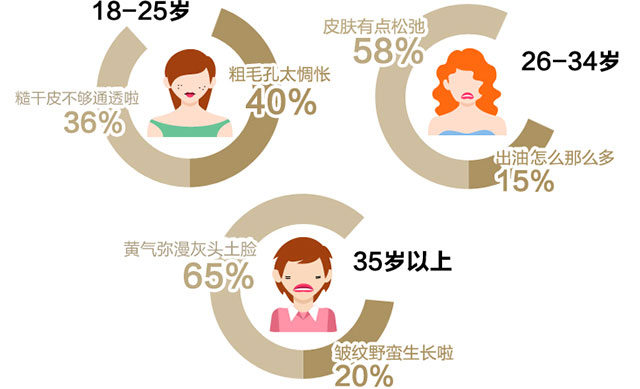 18-25岁
粗毛孔太惆怅
40%
糙干皮不够通透啦
36%
皮肤有点松弛
58%
26-34岁
出油怎么那么多
15%
黄气弥漫灰头土脸
65%
35岁以上
皱纹野蛮生长啦
20%